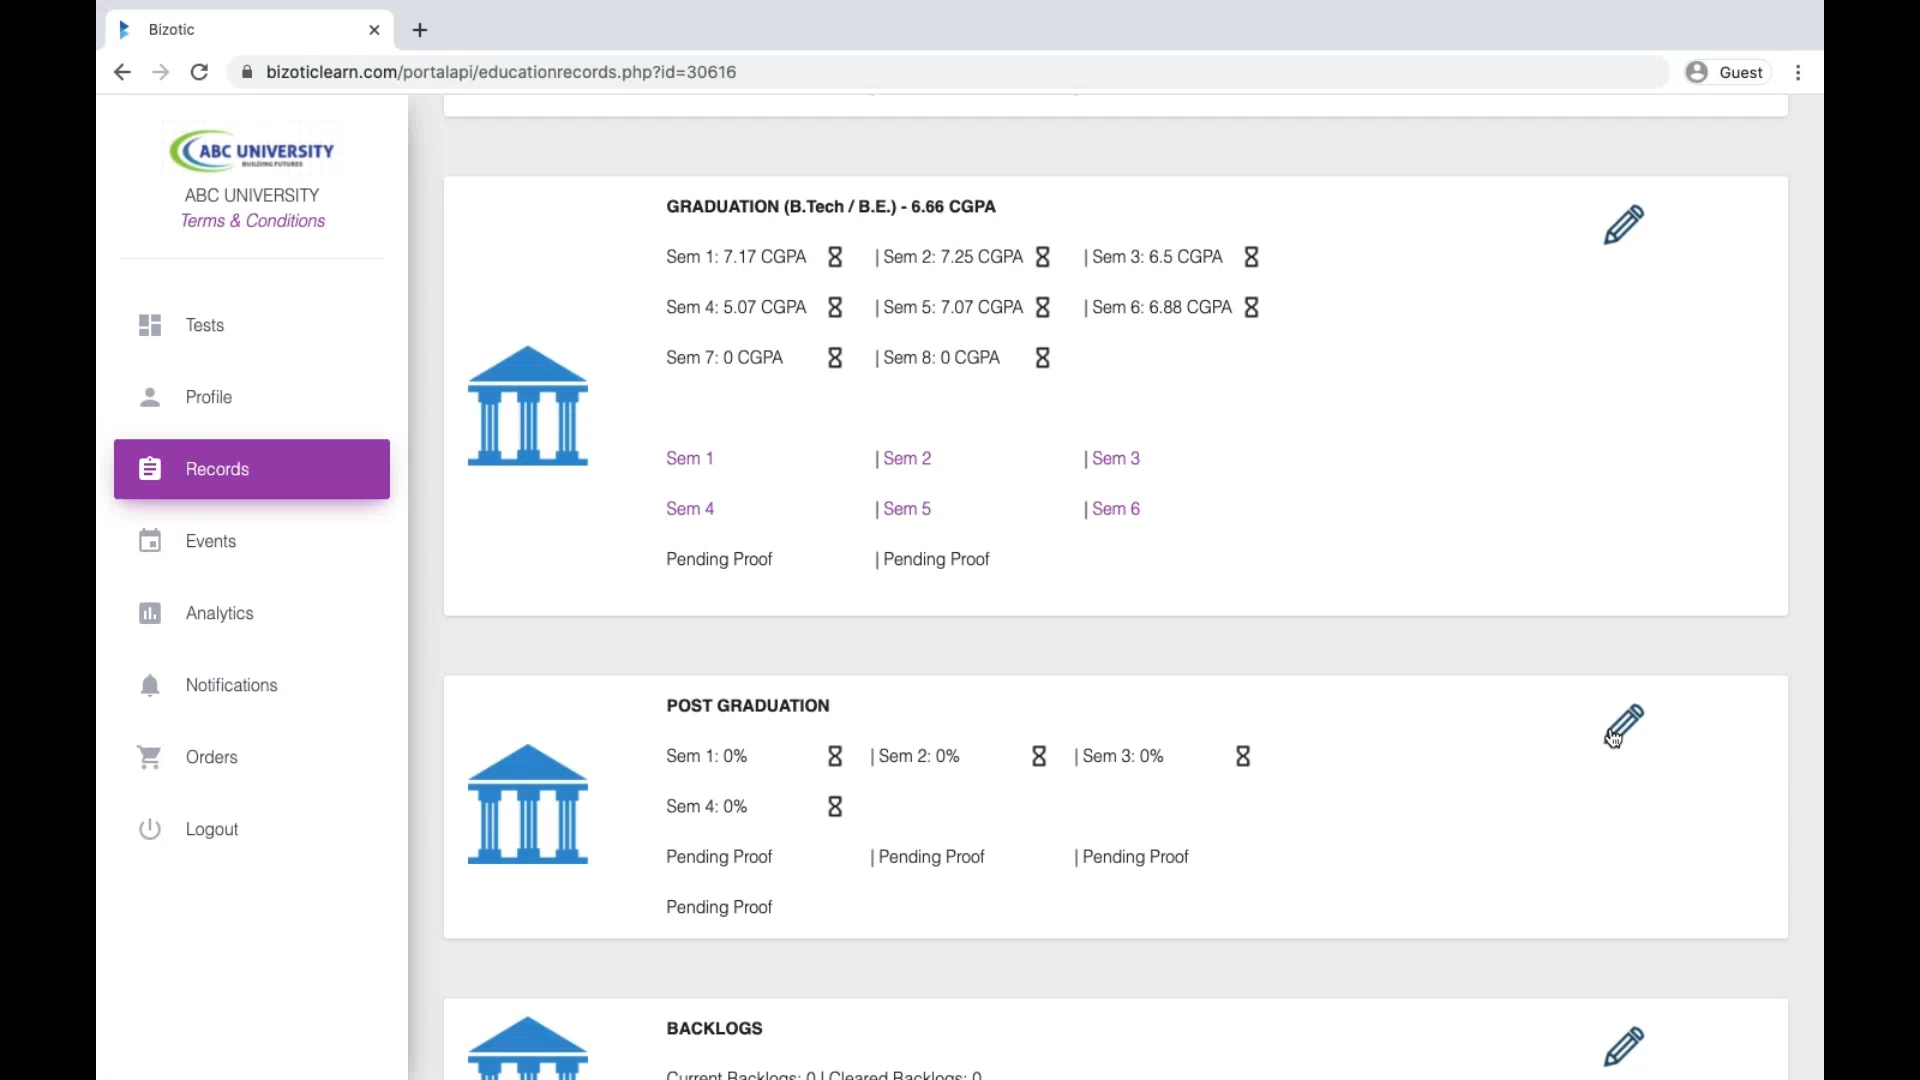 Bizotic
bizoticlearn.com/portalapi/educationrecords.php?id=30616
Guest
ABC UNIVERSITY
BUILDING FUTURES
ABC UNIVERSITY
Terms & Conditions
Tests
Profile
Records
Events
Analytics
Notifications
Orders
Logout
GRADUATION (B.Tech / B.E.) - 6.66 CGPA
Sem 1: 7.17 CGPA | Sem 2: 7.25 CGPA | Sem 3: 6.5 CGPA
Sem 4: 5.07 CGPA | Sem 5: 7.07 CGPA | Sem 6: 6.88 CGPA
Sem 7: 0 CGPA | Sem 8: 0 CGPA
Sem 1 | Sem 2 | Sem 3
Sem 4 | Sem 5 | Sem 6
Pending Proof | Pending Proof
POST GRADUATION
Sem 1: 0% | Sem 2: 0% | Sem 3: 0%
Sem 4: 0%
Pending Proof | Pending Proof | Pending Proof
Pending Proof
BACKLOGS
Current Backlogs: 0 | Cleared Backlogs: 0